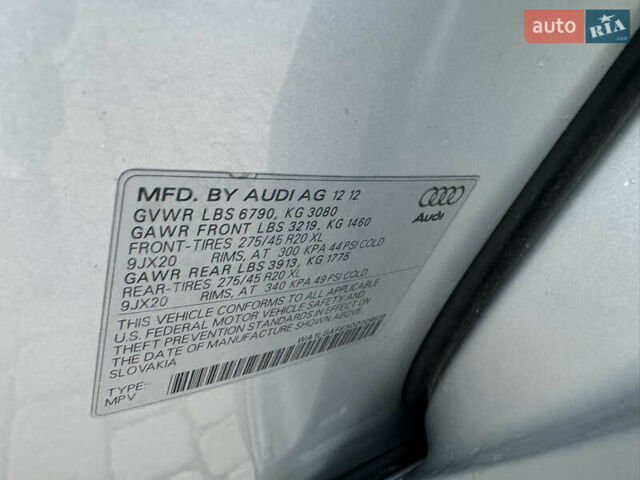 auto RIA.com
MFD. BY AUDI AG 12 12
GVWR LBS 6790, KG 3080
GAWR FRONT LBS 3219, KG 1460
FRONT-TIRES 275/45 R20 XL
9JX20 RIMS, AT 300 KPA 44 PSI COLD
GAWR REAR LBS 3913, KG 1775
REAR-TIRES 275/45 R20 XL
9JX20 RIMS, AT 340 KPA 49 PSI COLD
THIS VEHICLE CONFORMS TO ALL APPLICABLE
U.S. FEDERAL MOTOR VEHICLE SAFETY AND
THEFT PREVENTION STANDARDS IN EFFECT ON
THE DATE OF MANUFACTURE SHOWN ABOVE
SLOVAKIA
TYPE:
MPV
Audi